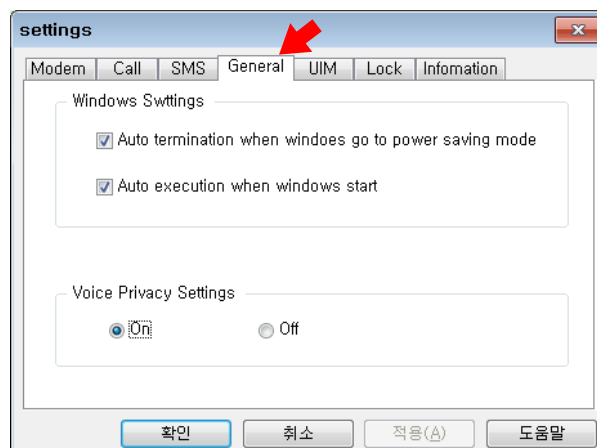 settings
Modem Call SMS General UIM Lock Infomation
Windows Swttings
Auto termination when windoes go to power saving mode
Auto execution when windows start
Voice Privacy Settings
On Off
확인 취소 적용(A) 도움말